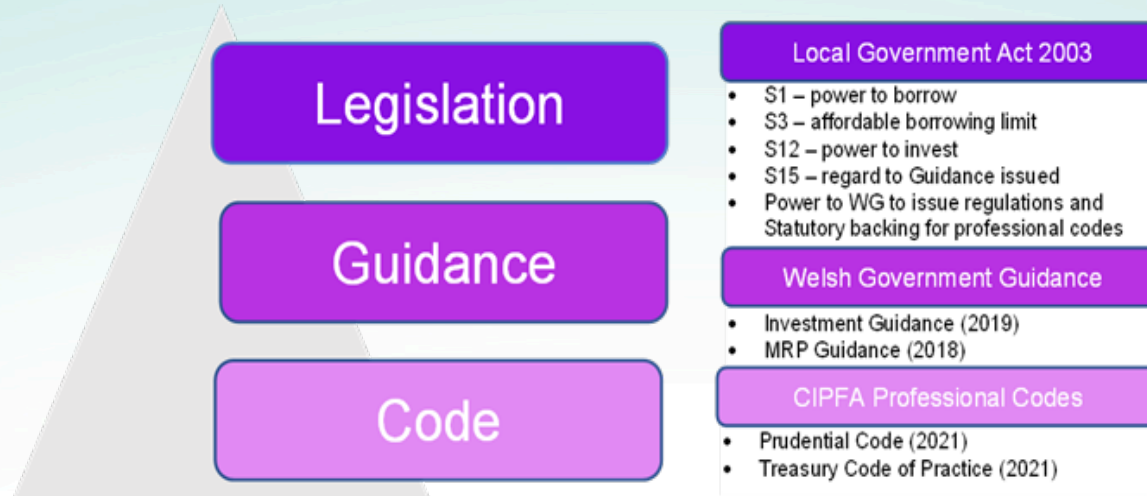 Legislation
Guidance
Code
Local Government Act 2003
• S1 – power to borrow
• S3 – affordable borrowing limit
• S12 – power to invest
• S15 – regard to Guidance issued
• Power to WG to issue regulations and
Statutory backing for professional codes
Welsh Government Guidance
• Investment Guidance (2019)
• MRP Guidance (2018)
CIPFA Professional Codes
• Prudential Code (2021)
• Treasury Code of Practice (2021)